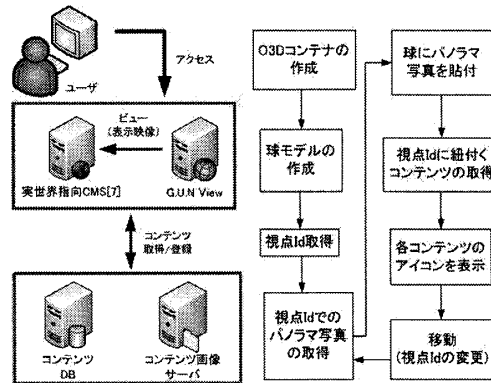 アクセス
ユーザ
ビュー
(表示映像)
実世界指向CMS[7]
G.U.N View
コンテンツ
取得/登録
コンテンツ
DB
コンテンツ画像
サーバ
O3Dコンテナの
作成
球モデルの
作成
視点Id取得
視点Idでの
パノラマ写真
の取得
球にパノラマ
写真を貼付
視点Idに紐付く
コンテンツの取得
各コンテンツの
アイコンを表示
移動
(視点Idの変更)